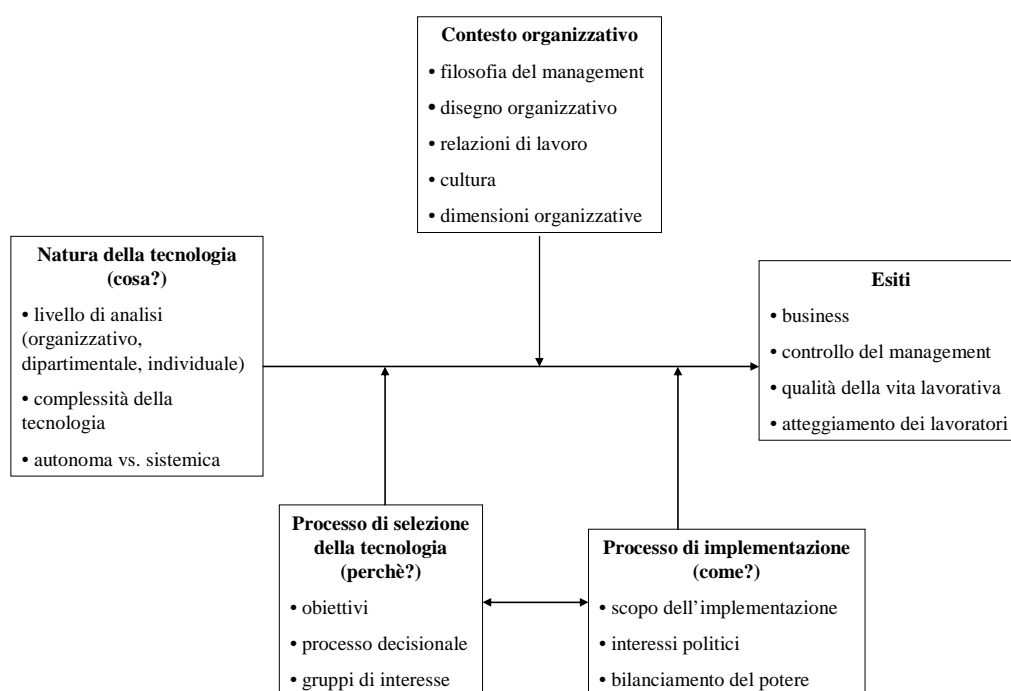 Contesto organizzativo
• filosofia del management
• disegno organizzativo
• relazioni di lavoro
• cultura
• dimensioni organizzative
Natura della tecnologia
(cosa?)
• livello di analisi
(organizzativo,
dipartimentale, individuale)
• complessità della
tecnologia
• autonoma vs. sistemica
Esiti
• business
• controllo del management
• qualità della vita lavorativa
• atteggiamento dei lavoratori
Processo di selezione
della tecnologia
(perchè?)
• obiettivi
• processo decisionale
• gruppi di interesse
Processo di implementazione
(come?)
• scopo dell'implementazione
• interessi politici
• bilanciamento del potere